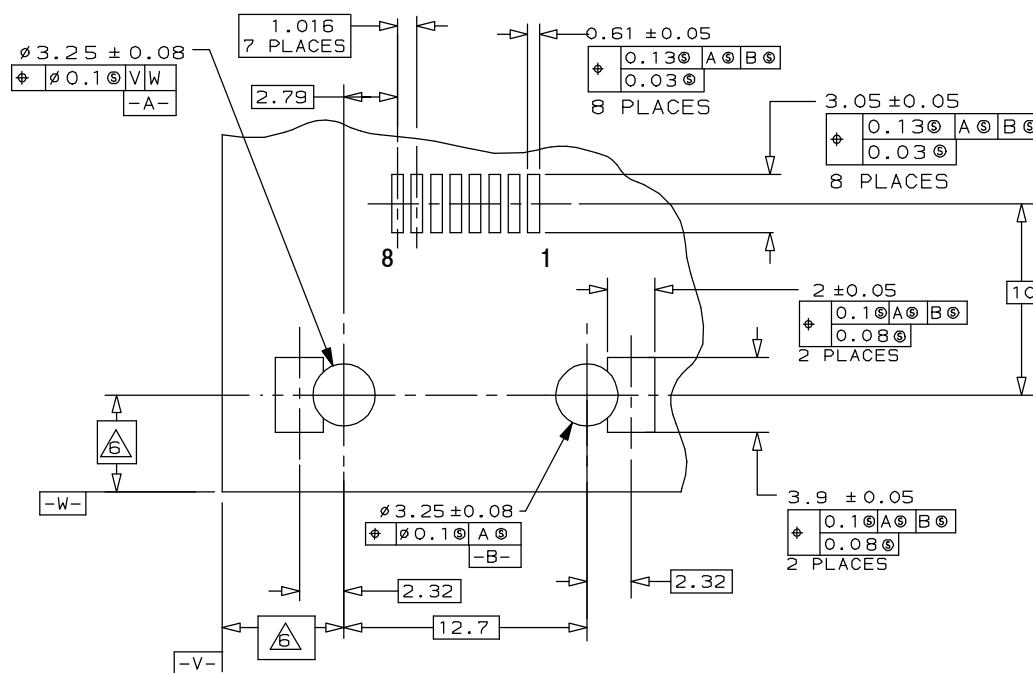 1.016
7 PLACES
0.61 ±0.05
⌖ 0.13Ⓢ AⓈ BⓈ
0.03Ⓢ
8 PLACES
ø3.25 ±0.08
⌖ ø0.1Ⓢ V W
-A-
2.79
3.05 ±0.05
⌖ 0.13Ⓢ AⓈ BⓈ
0.03Ⓢ
8 PLACES
8
1
2 ±0.05
⌖ 0.1Ⓢ AⓈ BⓈ
0.08Ⓢ
2 PLACES
10
6
-W-
ø3.25±0.08
⌖ ø0.1Ⓢ AⓈ
-B-
3.9 ±0.05
⌖ 0.1Ⓢ AⓈ BⓈ
0.08Ⓢ
2 PLACES
2.32
2.32
6
12.7
-V-